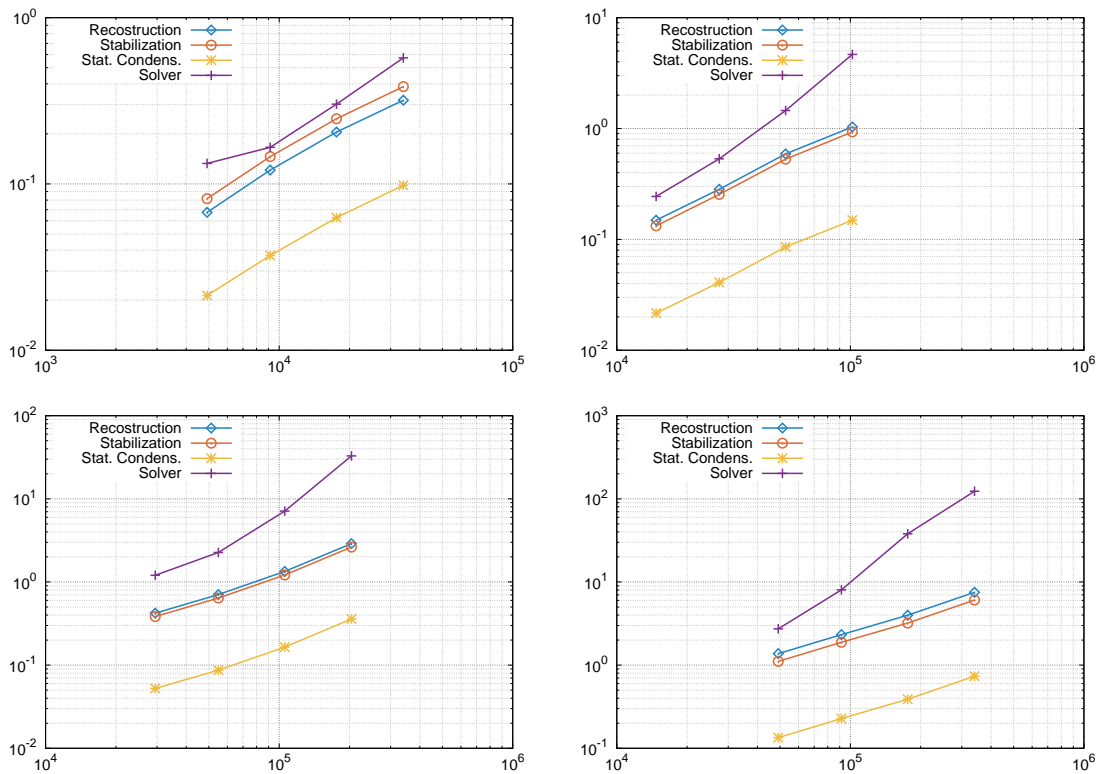 10^0
10^-1
10^-2
10^3
10^4
10^5
Recostruction
Stabilization
Stat. Condens.
Solver
10^1
10^0
10^-1
10^-2
10^4
10^5
10^6
Recostruction
Stabilization
Stat. Condens.
Solver
10^2
10^1
10^0
10^-1
10^-2
10^4
10^5
10^6
Recostruction
Stabilization
Stat. Condens.
Solver
10^3
10^2
10^1
10^0
10^-1
10^4
10^5
10^6
Recostruction
Stabilization
Stat. Condens.
Solver